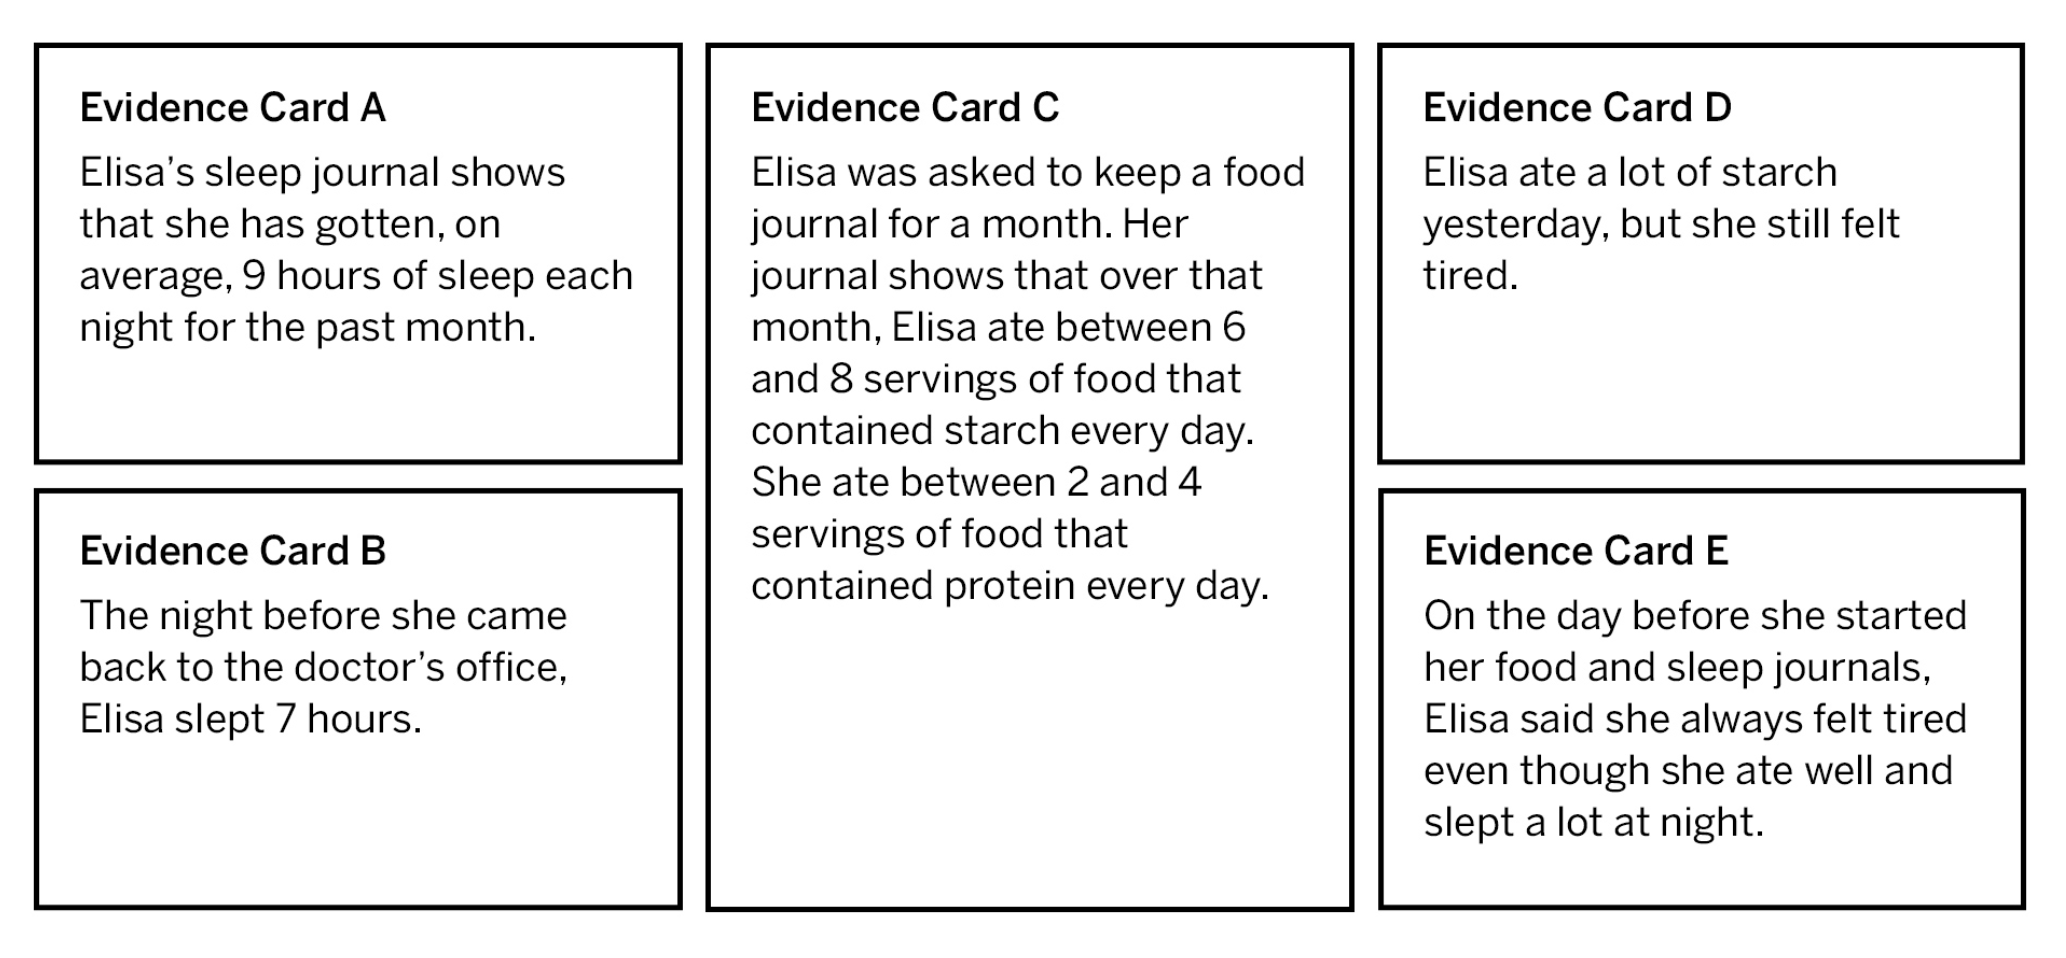 Evidence Card A
Elisa’s sleep journal shows
that she has gotten, on
average, 9 hours of sleep each
night for the past month.
Evidence Card B
The night before she came
back to the doctor’s office,
Elisa slept 7 hours.
Evidence Card C
Elisa was asked to keep a food
journal for a month. Her
journal shows that over that
month, Elisa ate between 6
and 8 servings of food that
contained starch every day.
She ate between 2 and 4
servings of food that
contained protein every day.
Evidence Card D
Elisa ate a lot of starch
yesterday, but she still felt
tired.
Evidence Card E
On the day before she started
her food and sleep journals,
Elisa said she always felt tired
even though she ate well and
slept a lot at night.